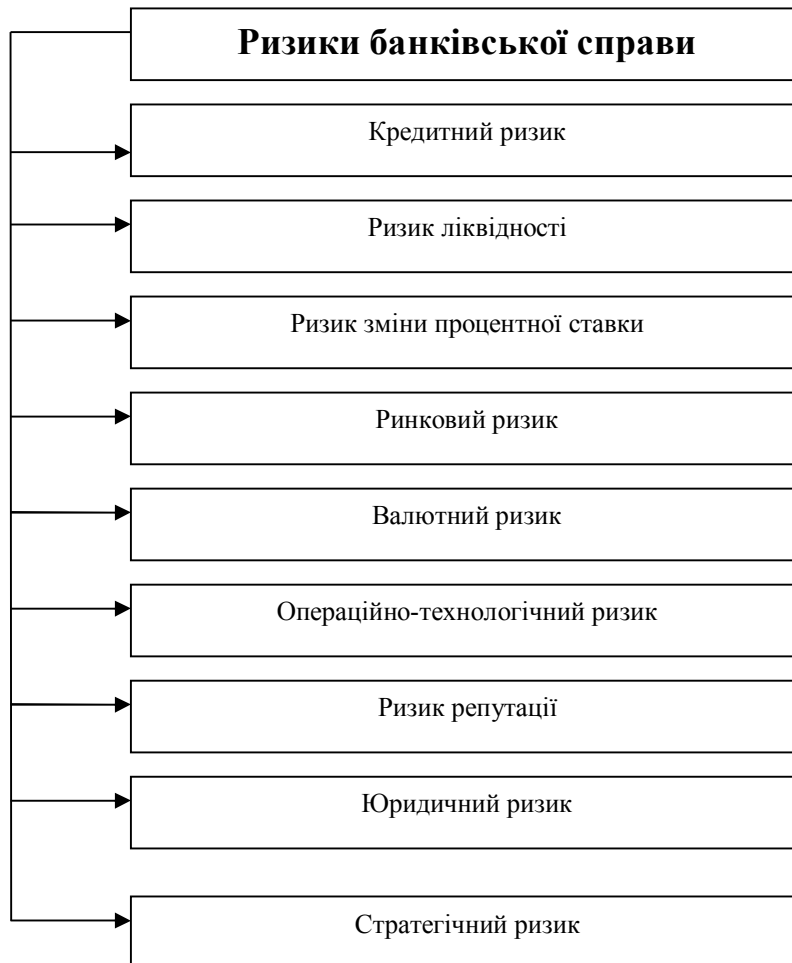 Ризики банківської справи
Кредитний ризик
Ризик ліквідності
Ризик зміни процентної ставки
Ринковий ризик
Валютний ризик
Операційно-технологічний ризик
Ризик репутації
Юридичний ризик
Стратегічний ризик